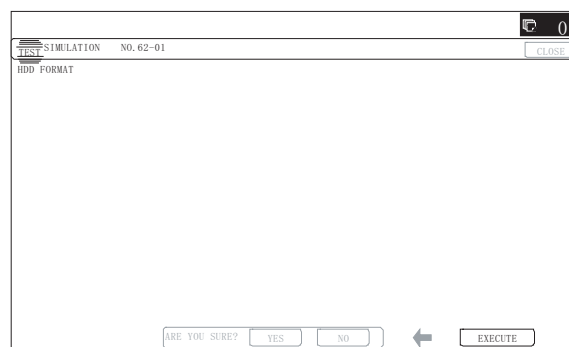 0
TEST SIMULATION NO.62-01
CLOSE
HDD FORMAT
ARE YOU SURE? YES NO EXECUTE